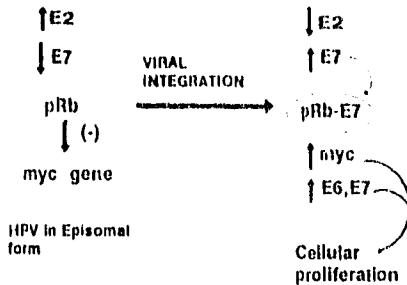 ↑E2
↓E7
pRb
↓(-)
myc gene
HPV in Episomal
form
VIRAL
INTEGRATION
↓E2
↑E7
pRb-E7
↑myc
↑E6,E7
Cellular
proliferation